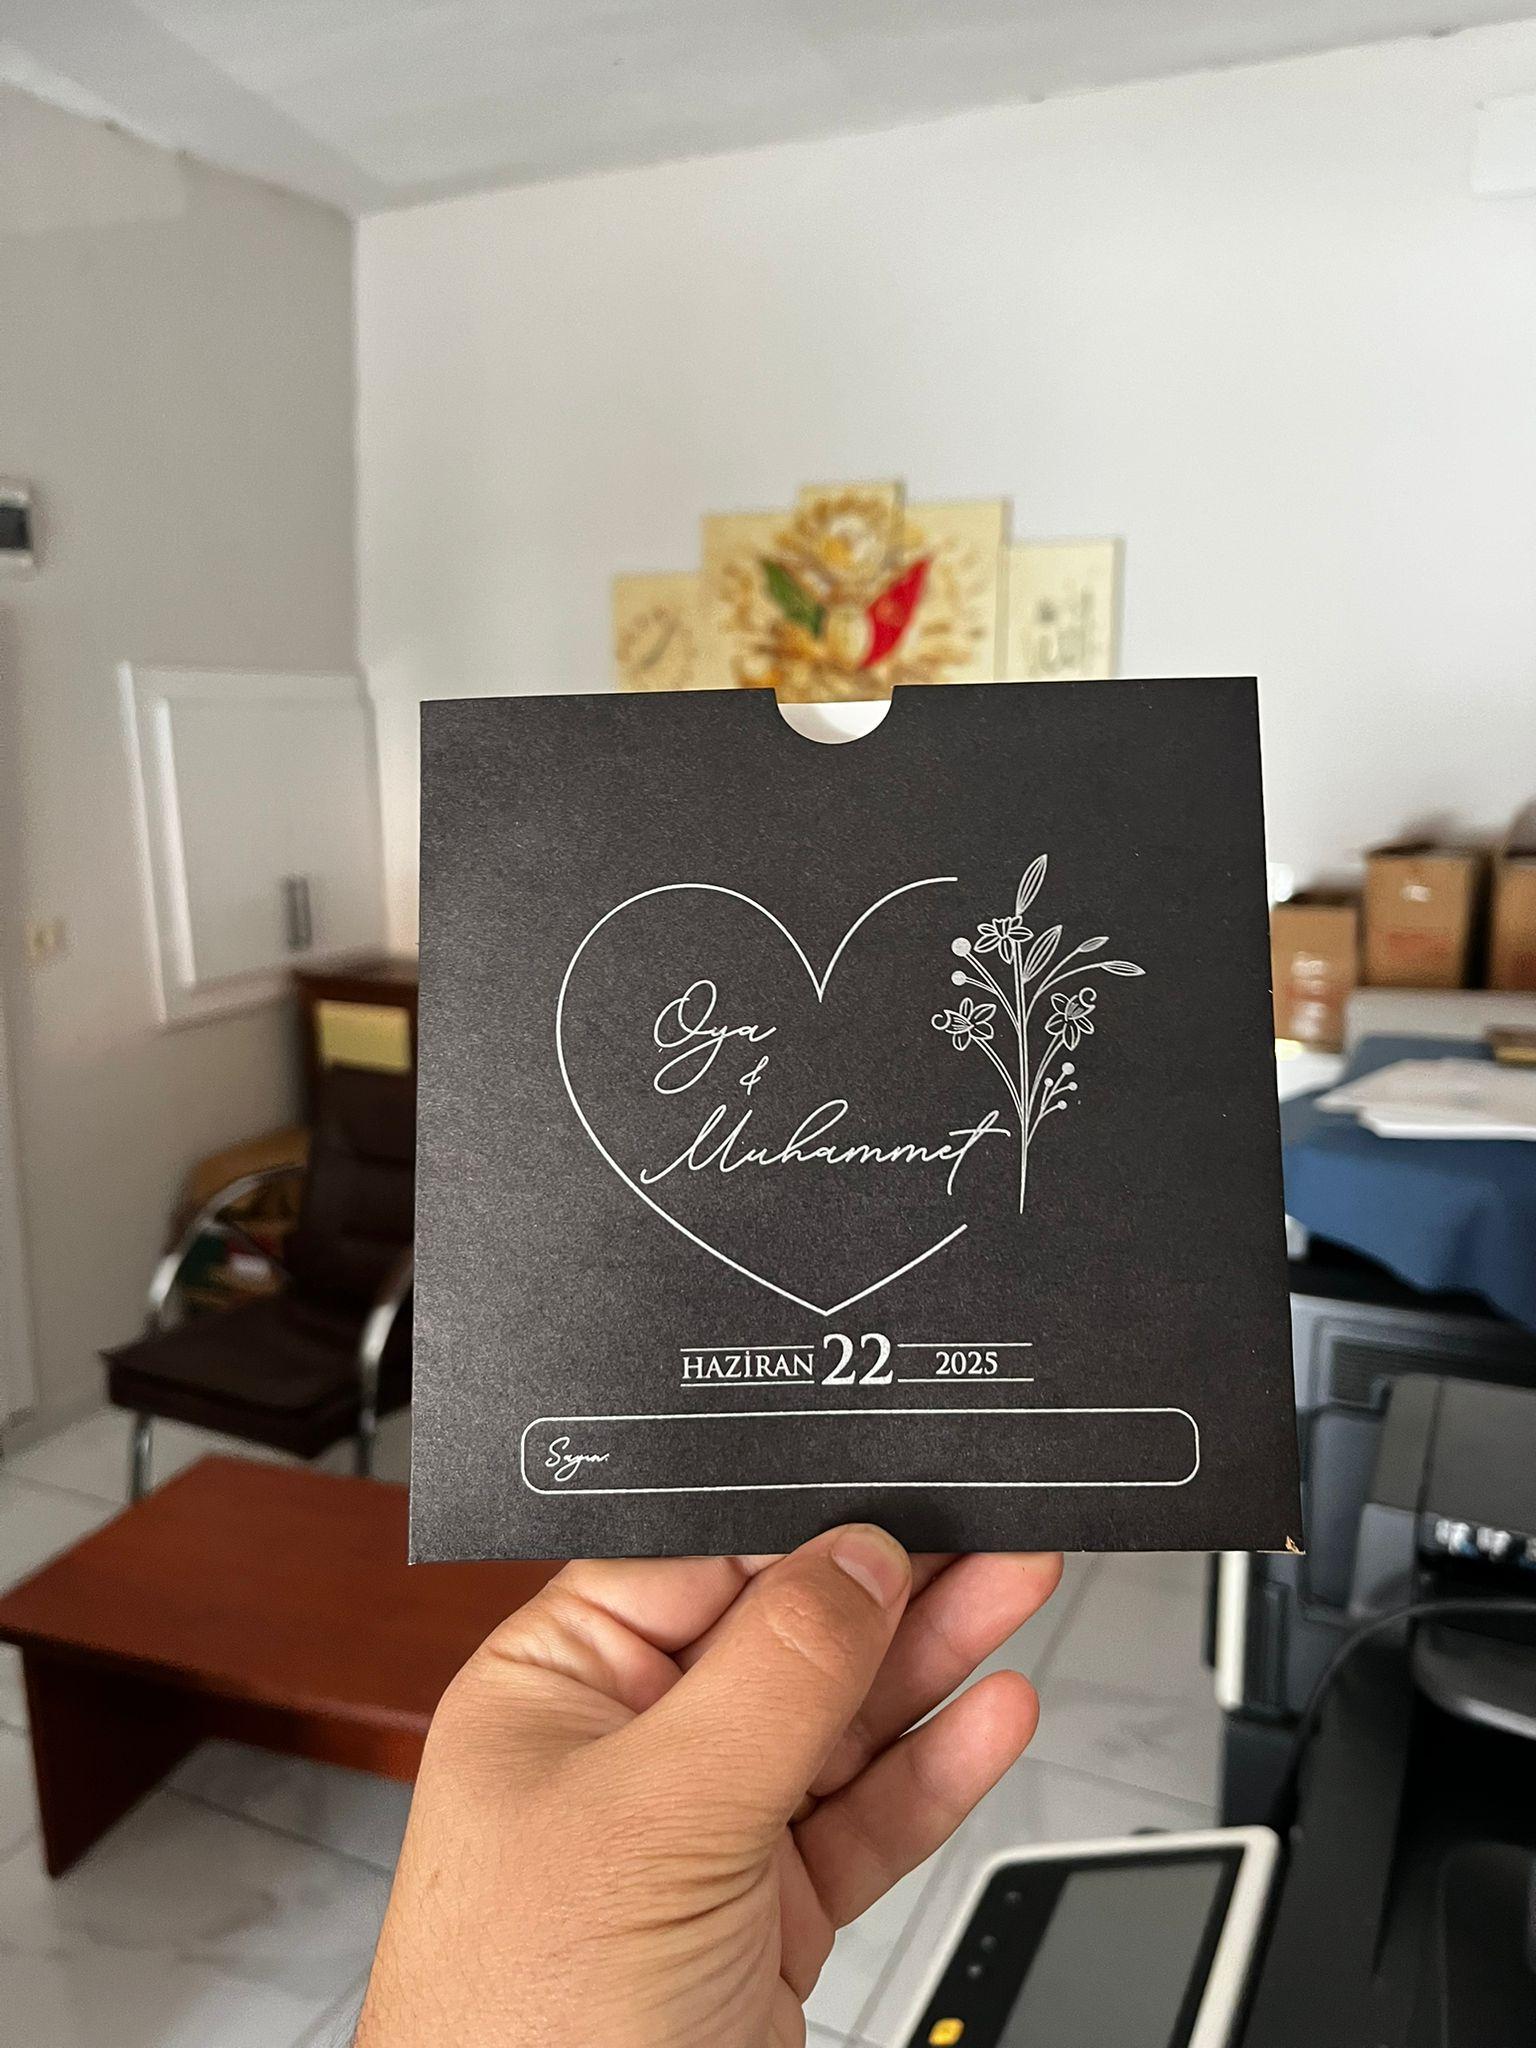 Oya
&
Muhammet
HAZİRAN 22 2025
Sayın: